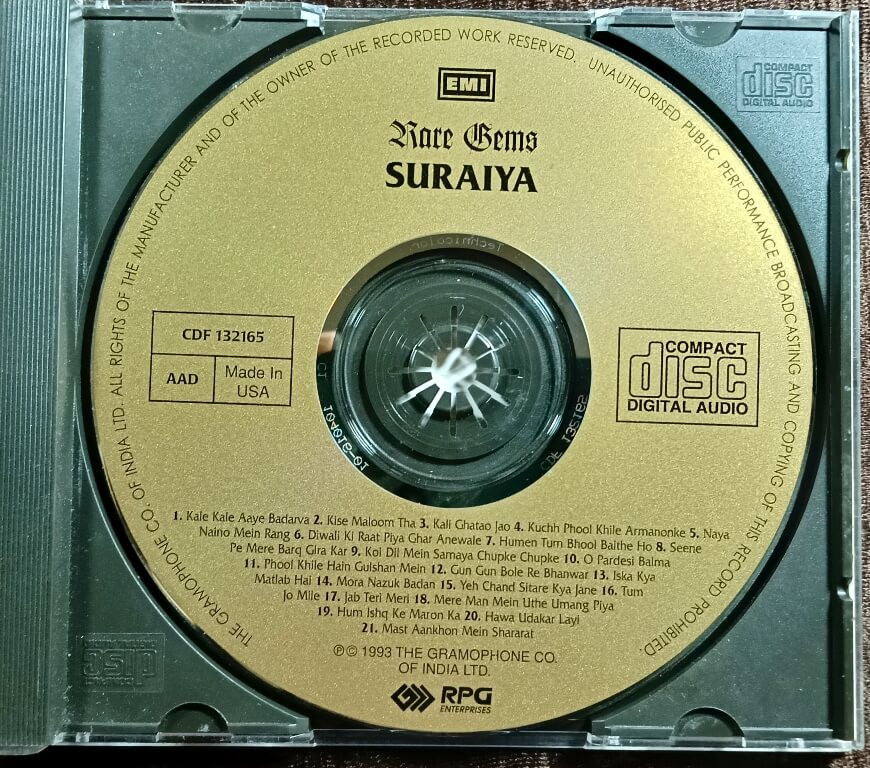 THE GRAMOPHONE CO. OF INDIA LTD. ALL RIGHTS OF THE MANUFACTURER AND OF THE OWNER OF THE RECORDED WORK RESERVED. UNAUTHORISED PUBLIC PERFORMANCE BROADCASTING AND COPYING OF THIS RECORD PROHIBITED.
EMI
Rare Gems
SURAIYA
COMPACT
disc
DIGITAL AUDIO
Technicolor
CDF 132165
AAD
Made In
USA
COMPACT
disc
DIGITAL AUDIO
CDF 132165
1. Kale Kale Aaye Badarva 2. Kise Maloom Tha 3. Kali Ghatao Jao 4. Kuchh Phool Khile Armanonke 5. Naya
Naino Mein Rang 6. Diwali Ki Raat Piya Ghar Anewale 7. Humen Tum Bhool Baithe Ho 8. Seene
Pe Mere Barq Gira Kar 9. Koi Dil Mein Samaya Chupke Chupke 10. O Pardesi Balma
11. Phool Khile Hain Gulshan Mein 12. Gun Gun Bole Re Bhanwar 13. Iska Kya
Matlab Hai 14. Mora Nazuk Badan 15. Yeh Chand Sitare Kya Jane 16. Tum
Jo Mile 17. Jab Teri Meri 18. Mere Man Mein Uthe Umang Piya
19. Hum Ishq Ke Maron Ka 20. Hawa Udakar Layi
21. Mast Aankhon Mein Shararat
℗© 1993 THE GRAMOPHONE CO.
OF INDIA LTD.
RPG
ENTERPRISES
disc